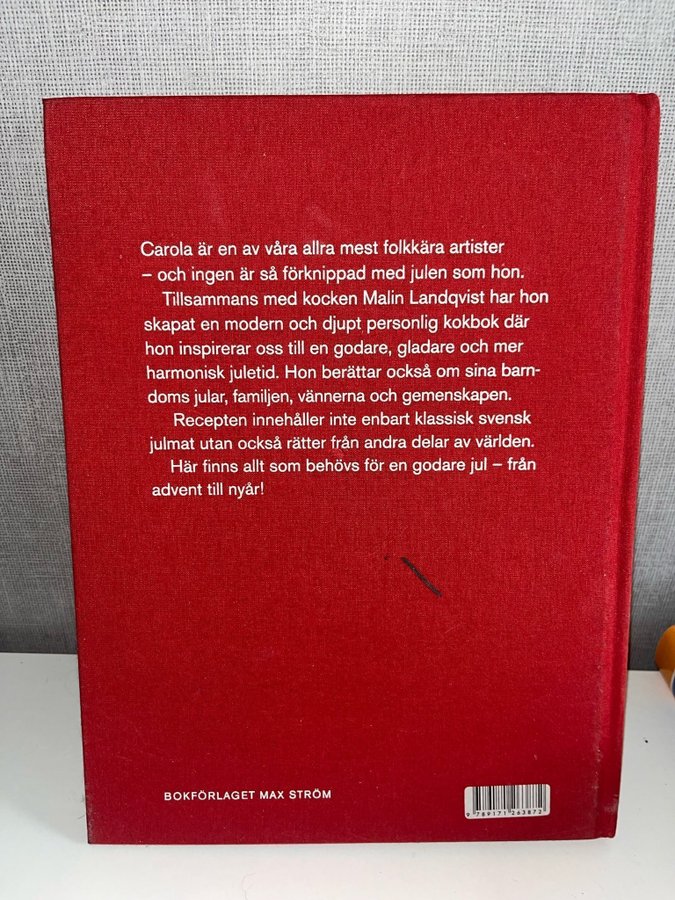 Carola är en av våra allra mest folkkära artister
– och ingen är så förknippad med julen som hon.
Tillsammans med kocken Malin Landqvist har hon
skapat en modern och djupt personlig kokbok där
hon inspirerar oss till en godare, gladare och mer
harmonisk juletid. Hon berättar också om sina barn-
doms jular, familjen, vännerna och gemenskapen.
Recepten innehåller inte enbart klassisk svensk
julmat utan också rätter från andra delar av världen.
Här finns allt som behövs för en godare jul – från
advent till nyår!
BOKFÖRLAGET MAX STRÖM
9 789171 263872